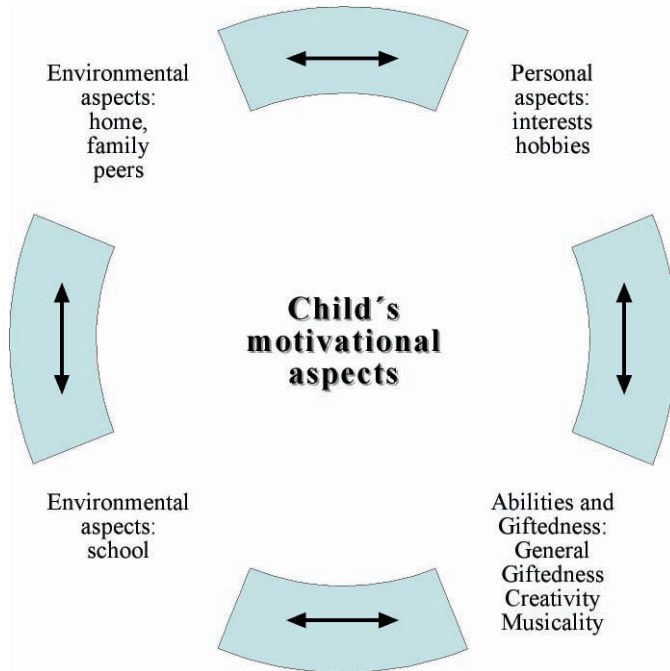 Environmental
aspects:
home,
family
peers
Personal
aspects:
interests
hobbies
Child´s
motivational
aspects
Environmental
aspects:
school
Abilities and
Giftedness:
General
Giftedness
Creativity
Musicality